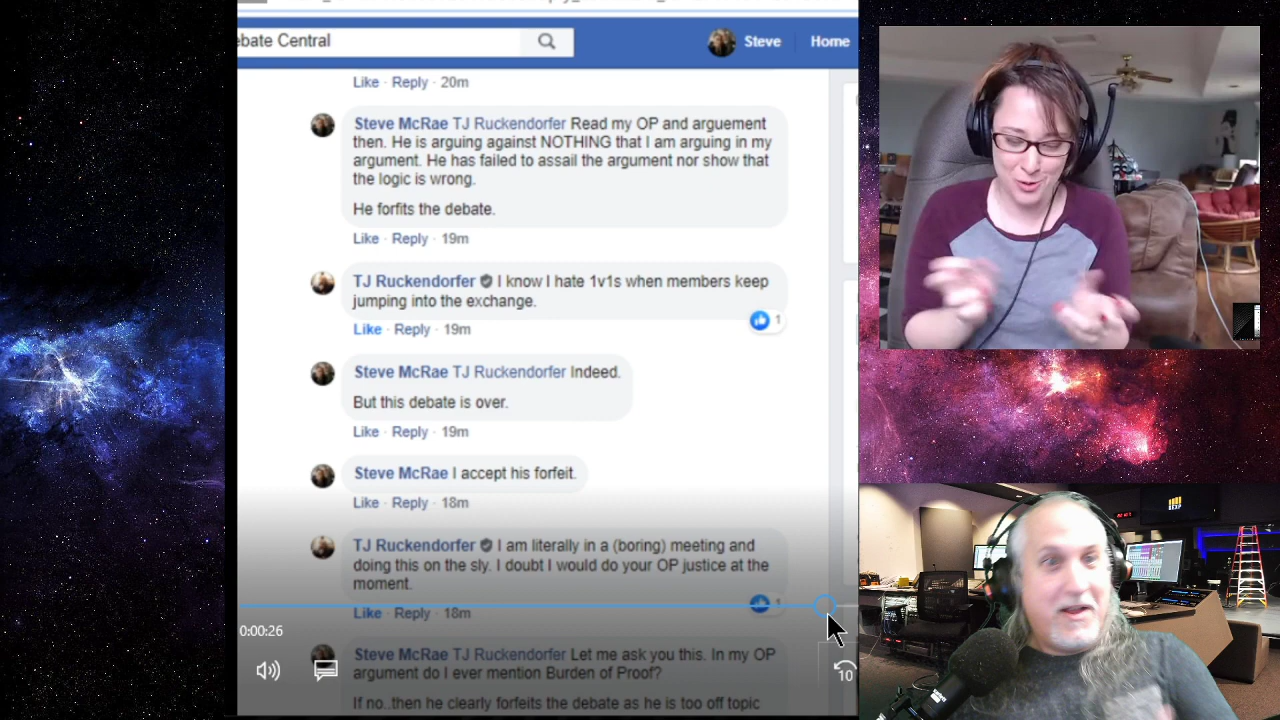 ebate Central
Steve
Home
Like · Reply · 20m
Steve McRae TJ Ruckendorfer Read my OP and arguement
then. He is arguing against NOTHING that I am arguing in my
argument. He has failed to assail the argument nor show that
the logic is wrong.
He forfits the debate.
Like · Reply · 19m
TJ Ruckendorfer I know I hate 1v1s when members keep
jumping into the exchange.
1
Like · Reply · 19m
Steve McRae TJ Ruckendorfer Indeed.
But this debate is over.
Like · Reply · 19m
Steve McRae I accept his forfeit.
Like · Reply · 18m
TJ Ruckendorfer I am literally in a (boring) meeting and
doing this on the sly. I doubt I would do your OP justice at the
moment.
1
Like · Reply · 18m
0:00:26
Steve McRae TJ Ruckendorfer Let me ask you this. In my OP
argument do I ever mention Burden of Proof?
10
If no..then he clearly forfeits the debate as he is too off topic